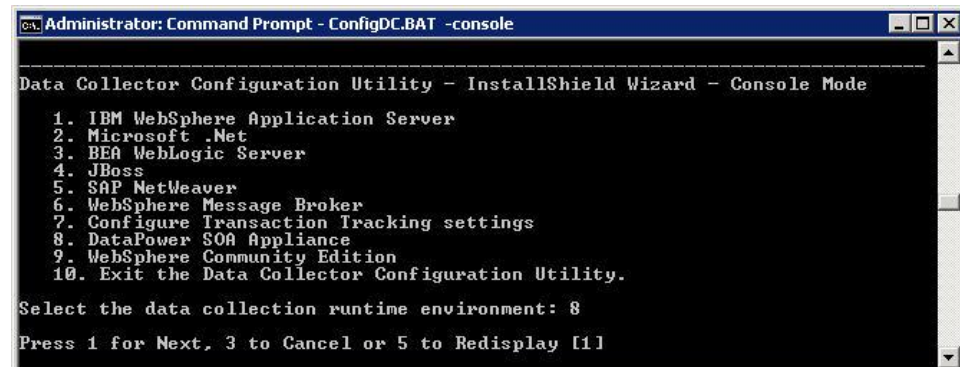 Administrator: Command Prompt - ConfigDC.BAT -console
Data Collector Configuration Utility - InstallShield Wizard - Console Mode
1. IBM WebSphere Application Server
2. Microsoft .Net
3. BEA WebLogic Server
4. JBoss
5. SAP NetWeaver
6. WebSphere Message Broker
7. Configure Transaction Tracking settings
8. DataPower SOA Appliance
9. WebSphere Community Edition
10. Exit the Data Collector Configuration Utility.
Select the data collection runtime environment: 8
Press 1 for Next, 3 to Cancel or 5 to Redisplay [1]